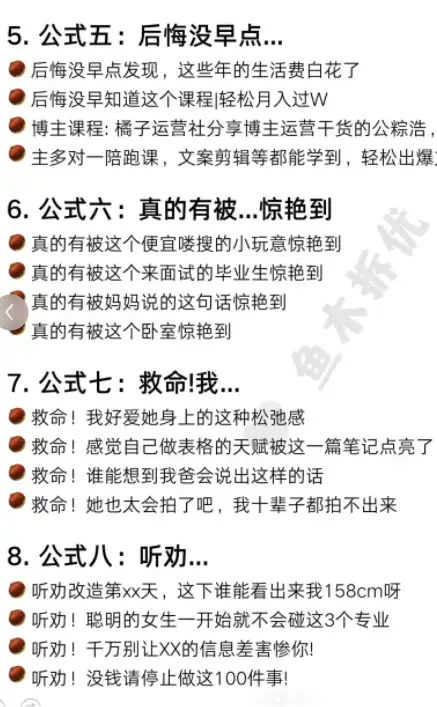 5. 公式五：后悔没早点...
后悔没早点发现，这些年的生活费白花了
后悔没早知道这个课程|轻松月入过W
博主课程: 橘子运营社分享博主运营干货的公粽浩，
主多对一陪跑课，文案剪辑等都能学到，轻松出爆
6. 公式六：真的有被...惊艳到
真的有被这个便宜喽搜的小玩意惊艳到
真的有被这个来面试的毕业生惊艳到
真的有被妈妈说的这句话惊艳到
真的有被这个卧室惊艳到
鱼木拆优
7. 公式七：救命!我...
救命！我好爱她身上的这种松弛感
救命！感觉自己做表格的天赋被这一篇笔记点亮了
救命！谁能想到我爸会说出这样的话
救命！她也太会拍了吧，我十辈子都拍不出来
8. 公式八：听劝...
听劝改造第xx天，这下谁能看出来我158cm呀
听劝！聪明的女生一开始就不会碰这3个专业
听劝！千万别让XX的信息差害惨你!
听劝！没钱请停止做这100件事!